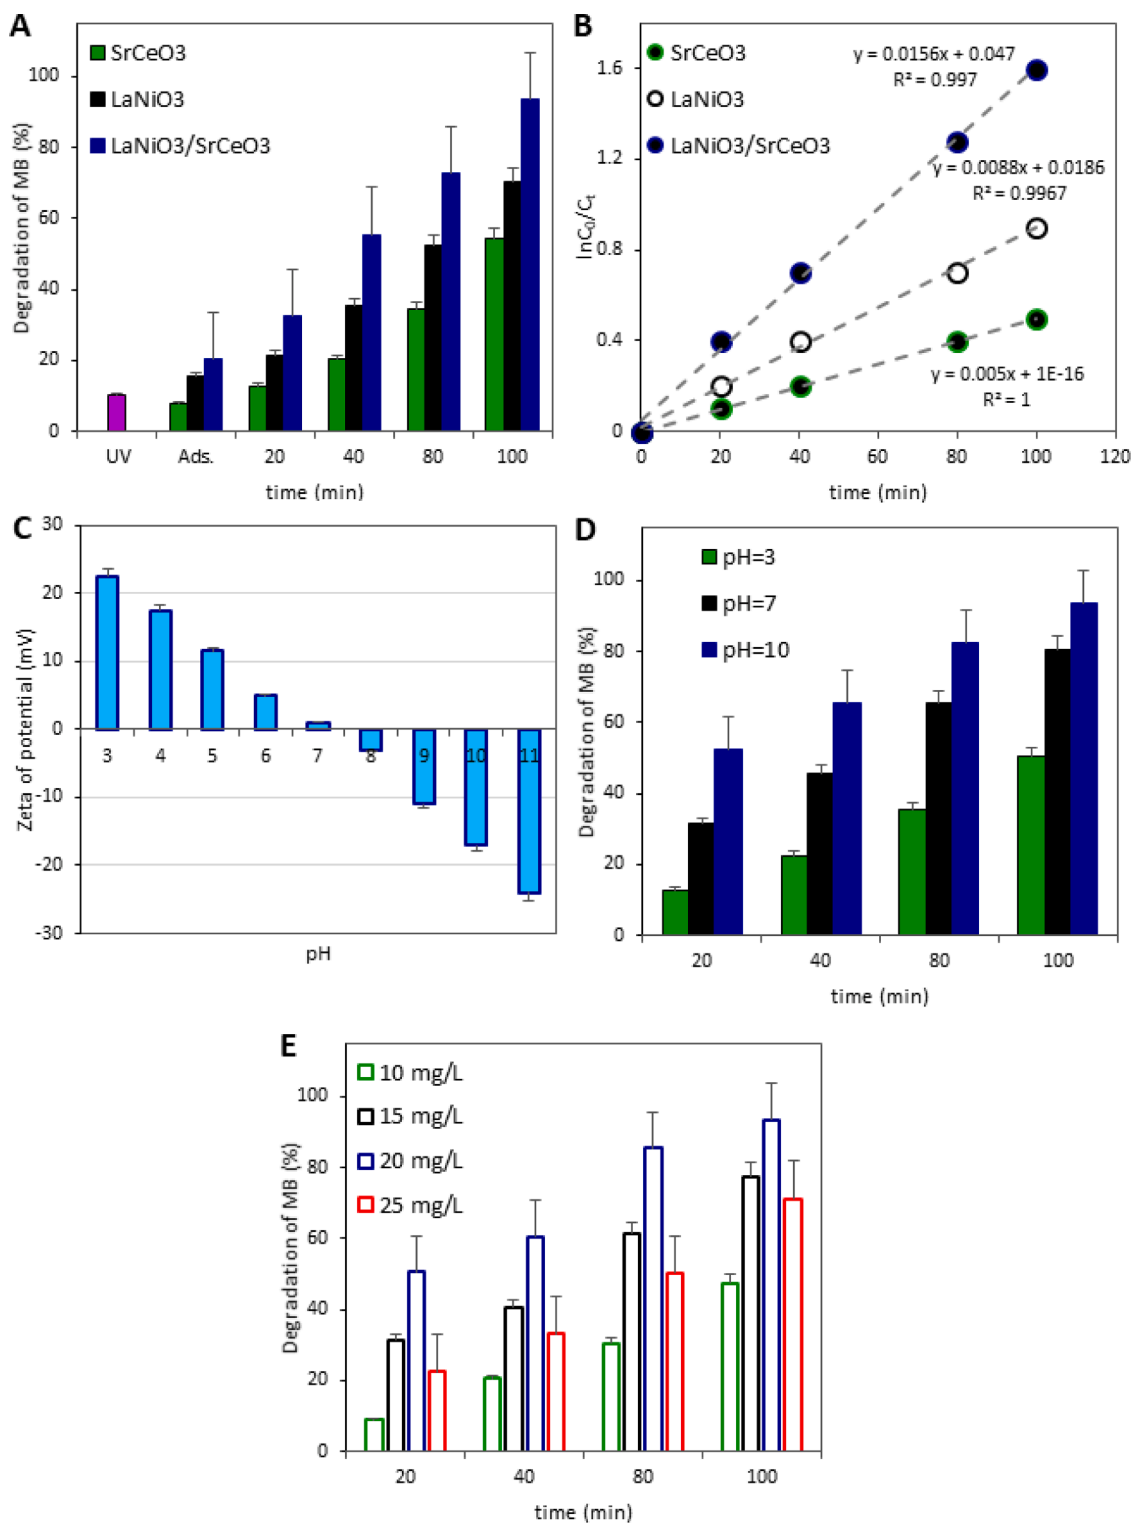 A
SrCeO3
LaNiO3
LaNiO3/SrCeO3
Degradation of MB (%)
100
80
60
40
20
0
UV Ads. 20 40 80 100
time (min)
B
SrCeO3
LaNiO3
LaNiO3/SrCeO3
y = 0.0156x + 0.047
R² = 0.997
y = 0.0088x + 0.0186
R² = 0.9967
y = 0.005x + 1E-16
R² = 1
lnC₀/Cₜ
1.6
1.2
0.8
0.4
0
0 20 40 60 80 100 120
time (min)
C
Zeta of potential (mV)
30
20
10
0
-10
-20
-30
3 4 5 6 7 8 9 10 11
pH
D
pH=3
pH=7
pH=10
Degradation of MB (%)
100
80
60
40
20
0
20 40 80 100
time (min)
E
10 mg/L
15 mg/L
20 mg/L
25 mg/L
Degradation of MB (%)
100
80
60
40
20
0
20 40 80 100
time (min)